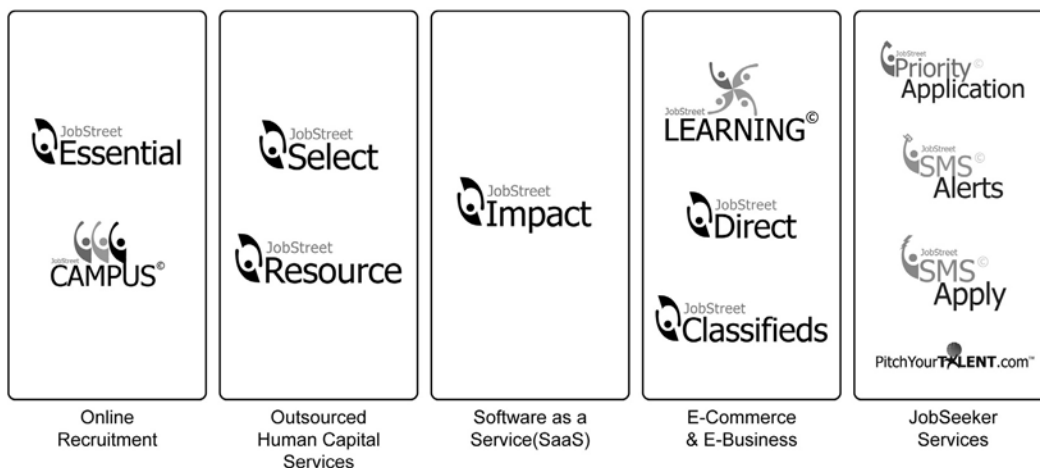 JobStreet
Essential
JobStreet
CAMPUS©
Online
Recruitment
JobStreet
Select
JobStreet
Resource
Outsourced
Human Capital
Services
JobStreet
Impact
Software as a
Service(SaaS)
JobStreet
LEARNING©
JobStreet
Direct
JobStreet
Classifieds
E-Commerce
& E-Business
JobStreet
Priority ©
Application
JobStreet
SMS ©
Alerts
JobStreet
SMS ©
Apply
PitchYourTALENT.com™
JobSeeker
Services